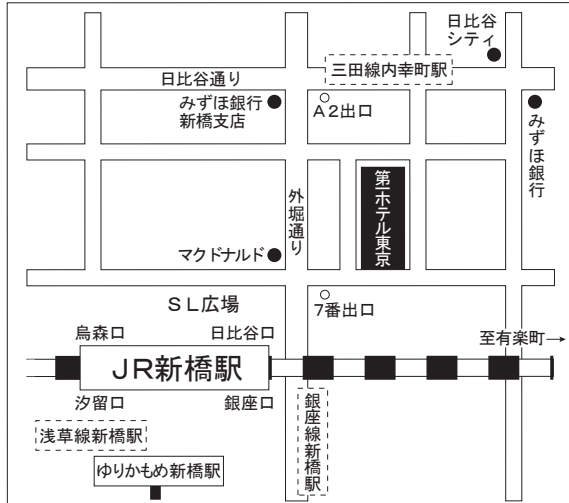 日比谷
シティ
三田線内幸町駅
日比谷通り
みずほ銀行
新橋支店
A2出口
みずほ銀行
外堀通り
第一ホテル東京
マクドナルド
SL広場
7番出口
烏森口
日比谷口
至有楽町→
JR新橋駅
汐留口
銀座口
銀座線新橋駅
浅草線新橋駅
ゆりかもめ新橋駅